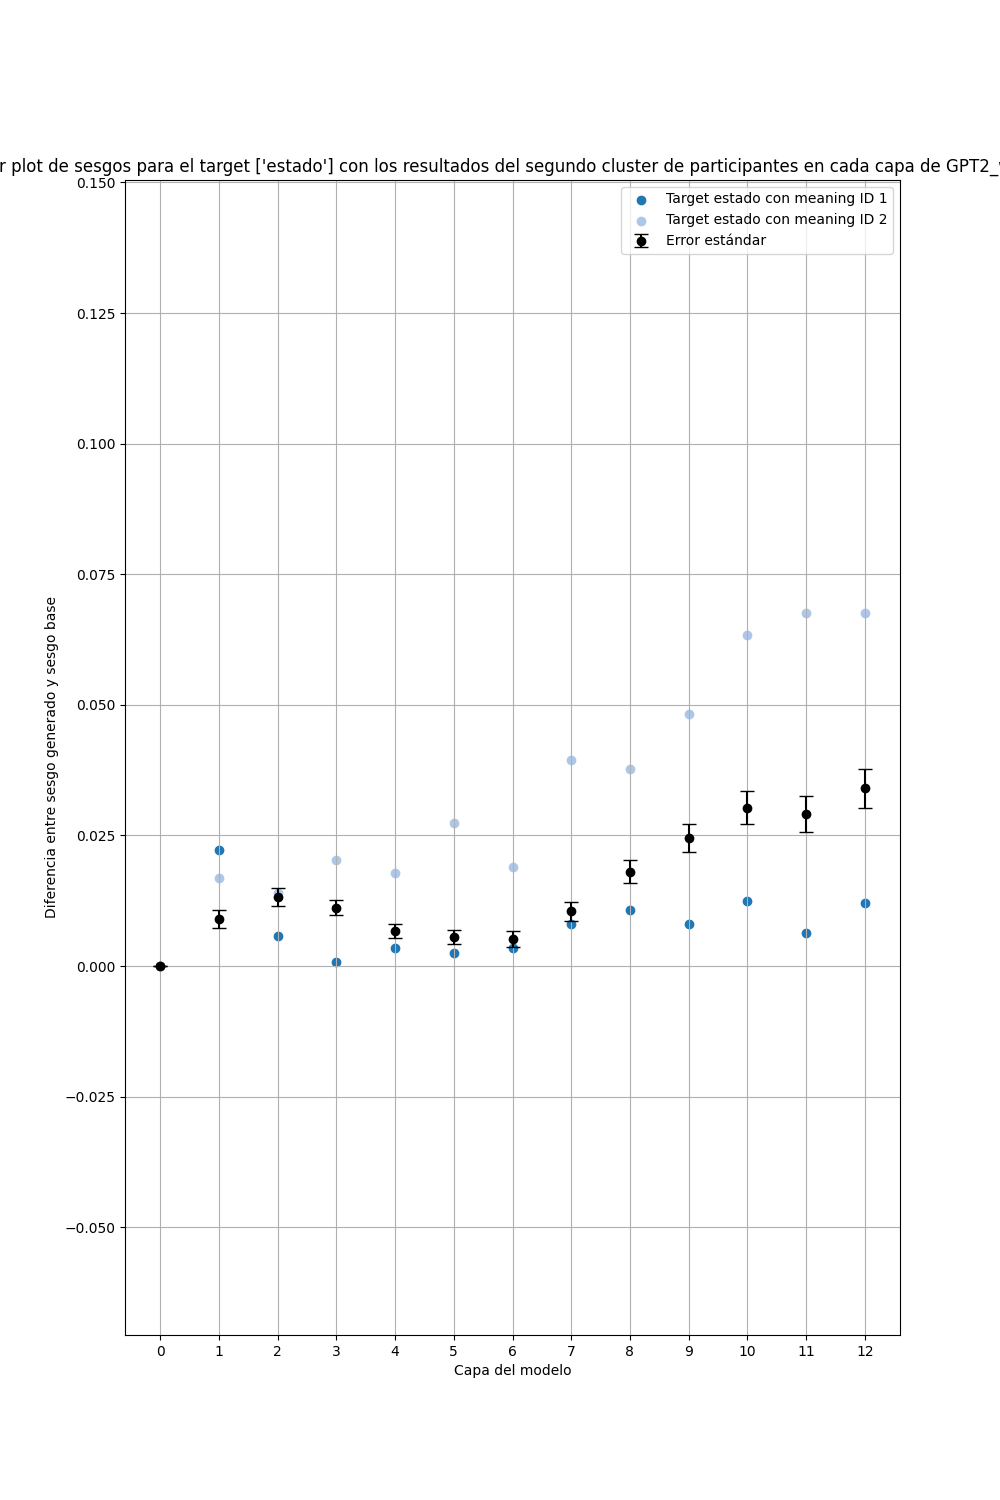 r plot de sesgos para el target ['estado'] con los resultados del segundo cluster de participantes en cada capa de GPT2_
0.150
0.125
0.100
0.075
0.050
0.025
0.000
−0.025
−0.050
Diferencia entre sesgo generado y sesgo base
Target estado con meaning ID 1
Target estado con meaning ID 2
Error estándar
0 1 2 3 4 5 6 7 8 9 10 11 12
Capa del modelo